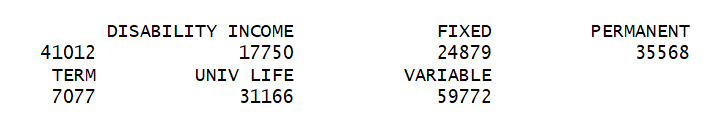 DISABILITY INCOME FIXED PERMANENT
41012 17750 24879 35568
TERM UNIV LIFE VARIABLE
7077 31166 59772